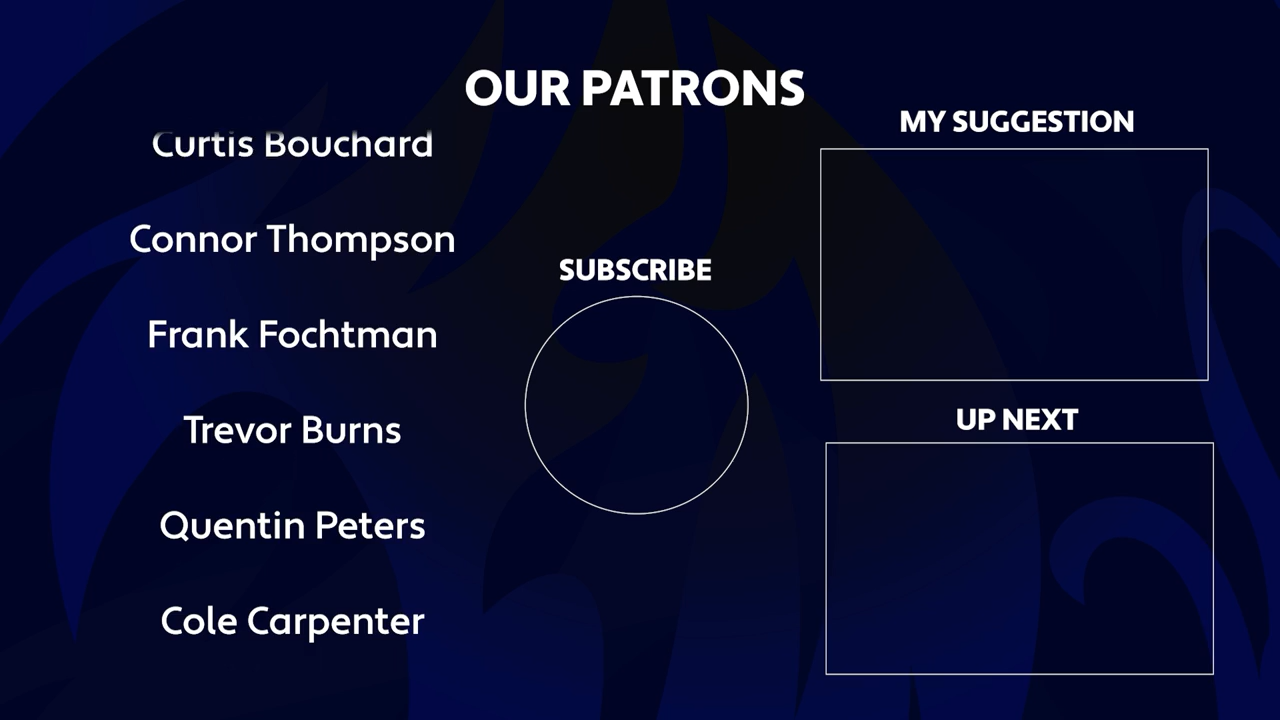 OUR PATRONS
Curtis Bouchard
Connor Thompson
Frank Fochtman
Trevor Burns
Quentin Peters
Cole Carpenter
SUBSCRIBE
MY SUGGESTION
UP NEXT